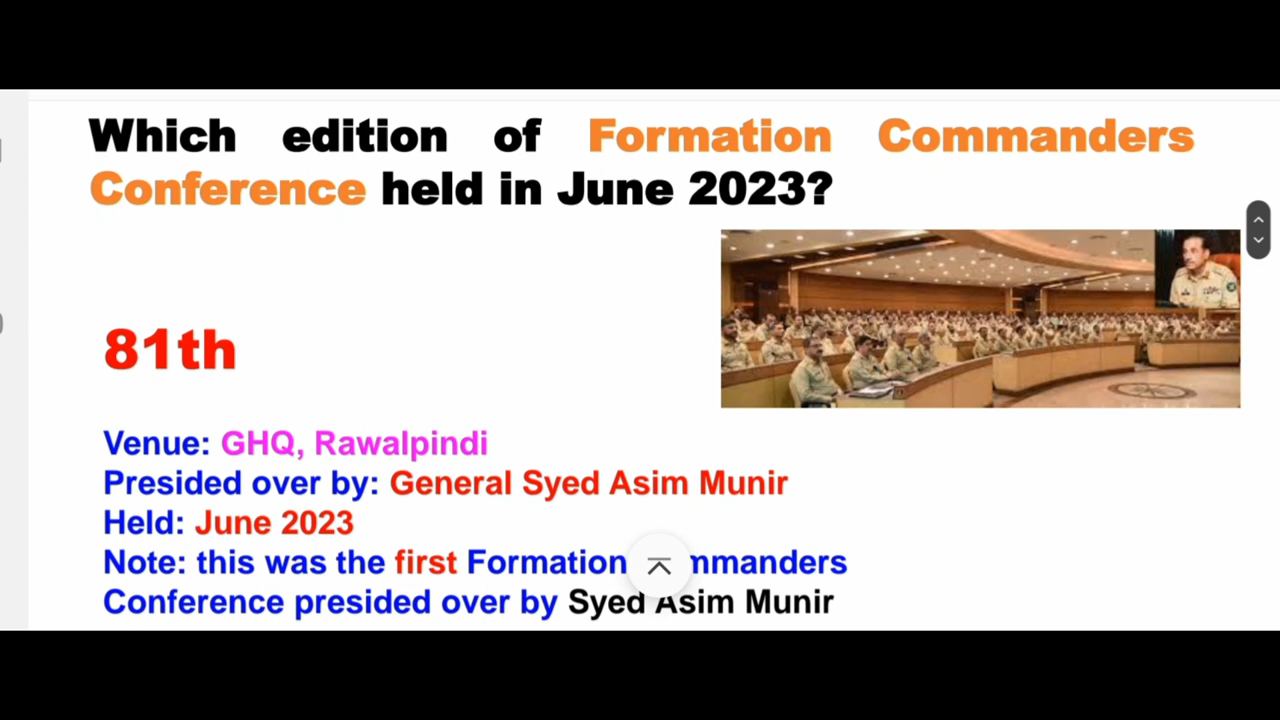 Which edition of Formation Commanders
Conference held in June 2023?
81th
Venue: GHQ, Rawalpindi
Presided over by: General Syed Asim Munir
Held: June 2023
Note: this was the first Formation mmanders
Conference presided over by Syed Asim Munir